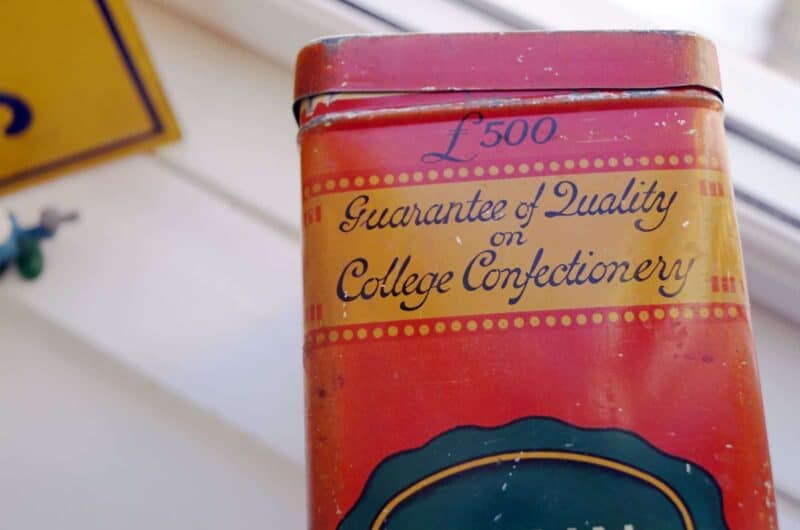 £500
Guarantee of Quality
on
College Confectionery